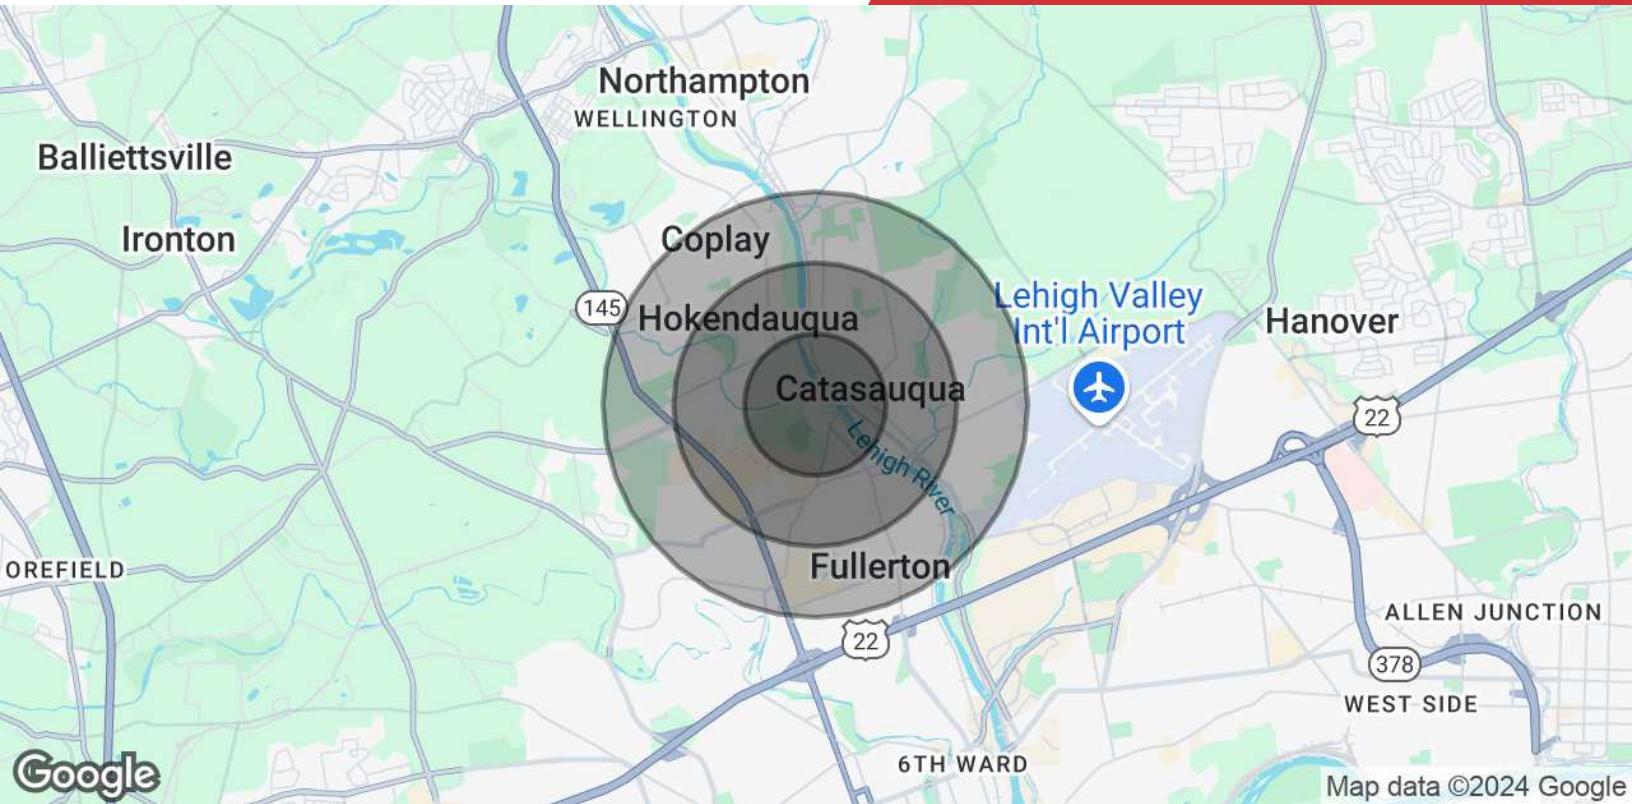 Northampton
WELLINGTON
Balliettsville
Ironton
Coplay
Lehigh Valley
Int'l Airport
145
Hokendauqua
Hanover
Catasauqua
22
Lehigh River
Fullerton
OREFIELD
ALLEN JUNCTION
22
378
WEST SIDE
6TH WARD
Google
Map data ©2024 Google